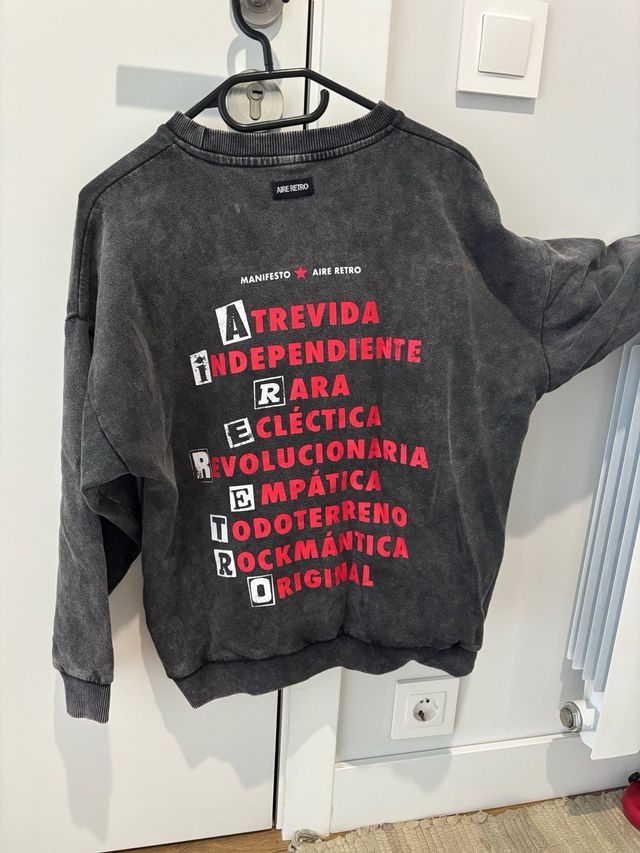 AIRE RETRO
MANIFESTO ★ AIRE RETRO
ATREVIDA
iNDEPENDIENTE
RARA
ECLÉCTICA
REVOLUCIONARIA
EMPÁTICA
TODOTERRENO
ROCKMÁNTICA
ORIGINAL